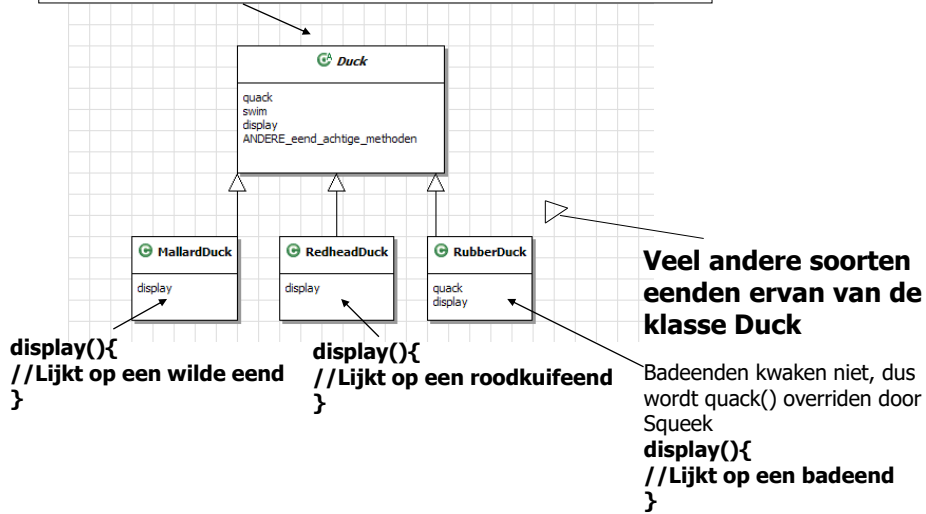 Duck
quack
swim
display
ANDERE_eend_achtige_methoden
MallardDuck
display
RedheadDuck
display
RubberDuck
quack
display
Veel andere soorten
eenden ervan van de
klasse Duck
display(){
//Lijkt op een wilde eend
}
display(){
//Lijkt op een roodkuifeend
}
Badeenden kwaken niet, dus
wordt quack() overriden door
Squeek
display(){
//Lijkt op een badeend
}